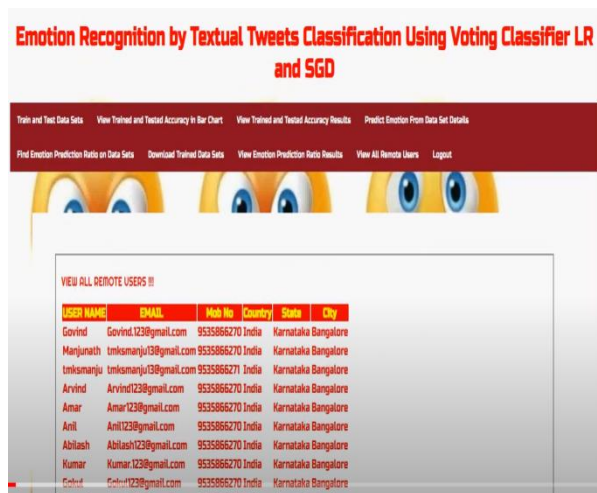 Emotion Recognition by Textual Tweets Classification Using Voting Classifier LR
and SGD
Train and Test Data Sets View Trained and Tested Accuracy in Bar Chart View Trained and Tested Accuracy Results Predict Emotion From Data Set Details
Find Emotion Prediction Ratio on Data Sets Download Trained Data Sets View Emotion Prediction Ratio Results View All Remote Users Logout
VIEW ALL REMOTE USERS !!!
USER NAME EMAIL Mob No Country State City
Govind Govind.123@gmail.com 9535866270 India Karnataka Bangalore
Manjunath tmksmanju13@gmail.com 9535866270 India Karnataka Bangalore
tmksmanju tmksmanju13@gmail.com 9535866271 India Karnataka Bangalore
Arvind Arvind123@gmail.com 9535866270 India Karnataka Bangalore
Amar Amar123@gmail.com 9535866270 India Karnataka Bangalore
Anil Anil123@gmail.com 9535866270 India Karnataka Bangalore
Abilash Abilash123@gmail.com 9535866270 India Karnataka Bangalore
Kumar Kumar.123@gmail.com 9535866270 India Karnataka Bangalore
Gokul Gokul123@gmail.com 9535866270 India Karnataka Bangalore